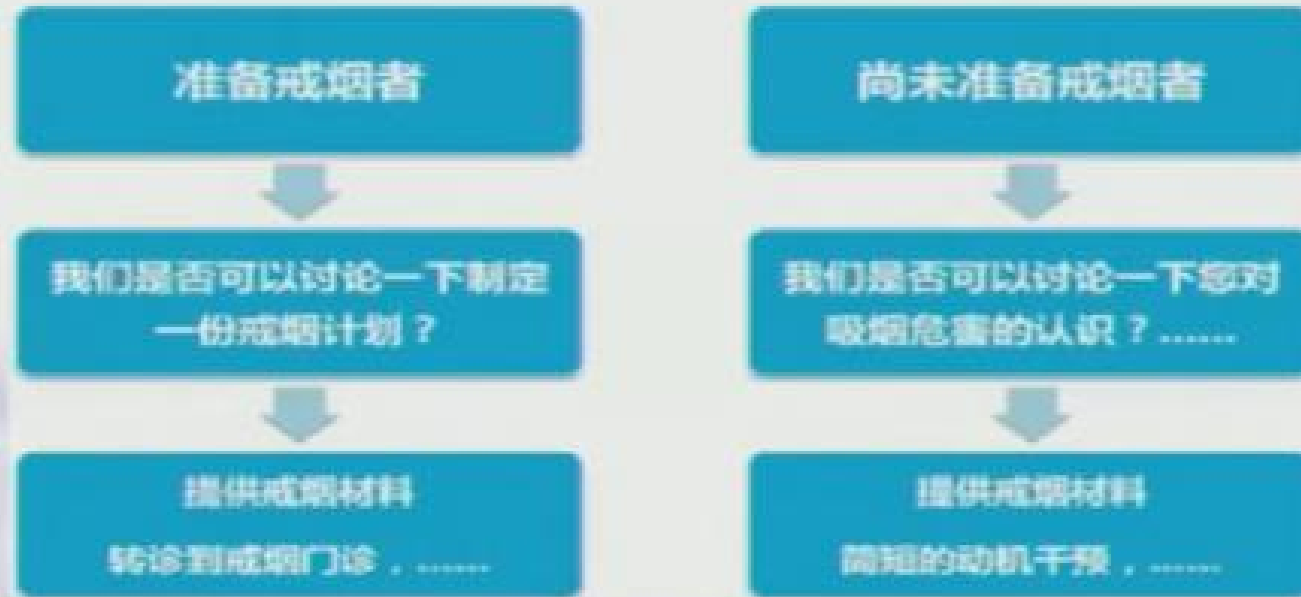 准备戒烟者
我们是否可以讨论一下制定
一份戒烟计划？
提供戒烟材料
转诊到戒烟门诊，……
尚未准备戒烟者
我们是否可以讨论一下您对
吸烟危害的认识？……
提供戒烟材料
简短的动机干预，……